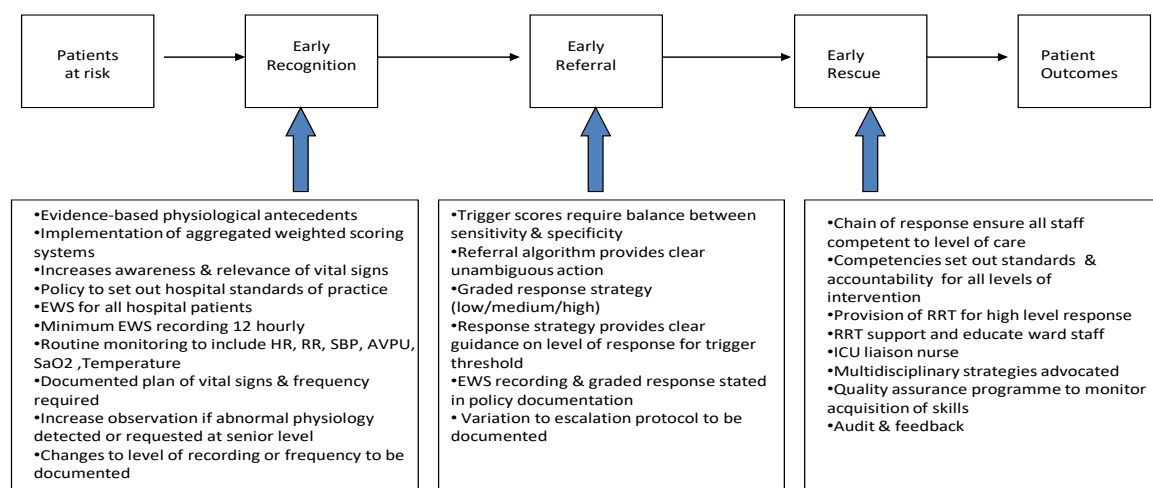 Patients
at risk
Early
Recognition
Early
Referral
Early
Rescue
Patient
Outcomes
•Evidence-based physiological antecedents
•Implementation of aggregated weighted scoring
systems
•Increases awareness & relevance of vital signs
•Policy to set out hospital standards of practice
•EWS for all hospital patients
•Minimum EWS recording 12 hourly
•Routine monitoring to include HR, RR, SBP, AVPU,
SaO2 ,Temperature
•Documented plan of vital signs & frequency
required
•Increase observation if abnormal physiology
detected or requested at senior level
•Changes to level of recording or frequency to be
documented
•Trigger scores require balance between
sensitivity & specificity
•Referral algorithm provides clear
unambiguous action
•Graded response strategy
(low/medium/high)
•Response strategy provides clear
guidance on level of response for trigger
threshold
•EWS recording & graded response stated
in policy documentation
• Variation to escalation protocol to be
documented
•Chain of response ensure all staff
competent to level of care
•Competencies set out standards &
accountability for all levels of
intervention
•Provision of RRT for high level response
•RRT support and educate ward staff
•ICU liaison nurse
•Multidisciplinary strategies advocated
•Quality assurance programme to monitor
acquisition of skills
•Audit & feedback